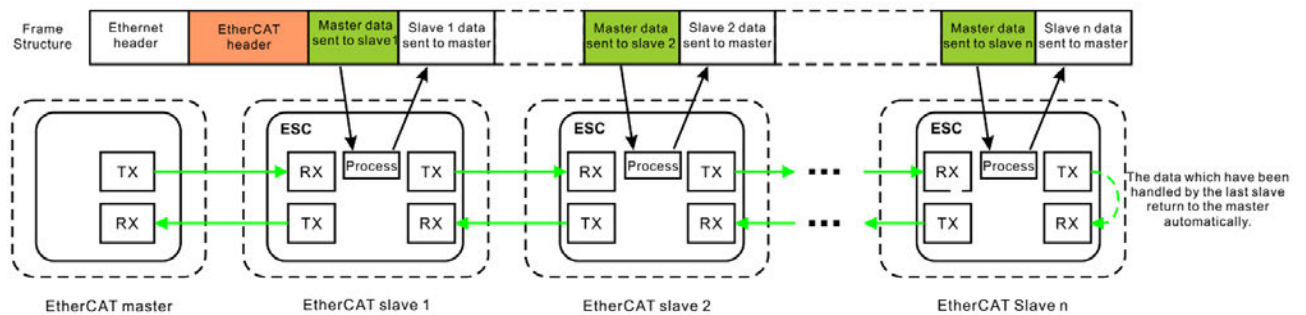 Frame
Structure
Ethernet
header
EtherCAT
header
Master data
sent to slave1
Slave 1 data
sent to master
Master data
sent to slave 2
Slave 2 data
sent to master
Master data
sent to slave n
Slave n data
sent to master
ESC
ESC
ESC
TX
RX
Process
TX
RX
Process
TX
...
RX
Process
TX
RX
TX
RX
TX
RX
...
TX
RX
The data which have been
handled by the last slave
return to the master
automatically.
EtherCAT master
EtherCAT slave 1
EtherCAT slave 2
EtherCAT Slave n